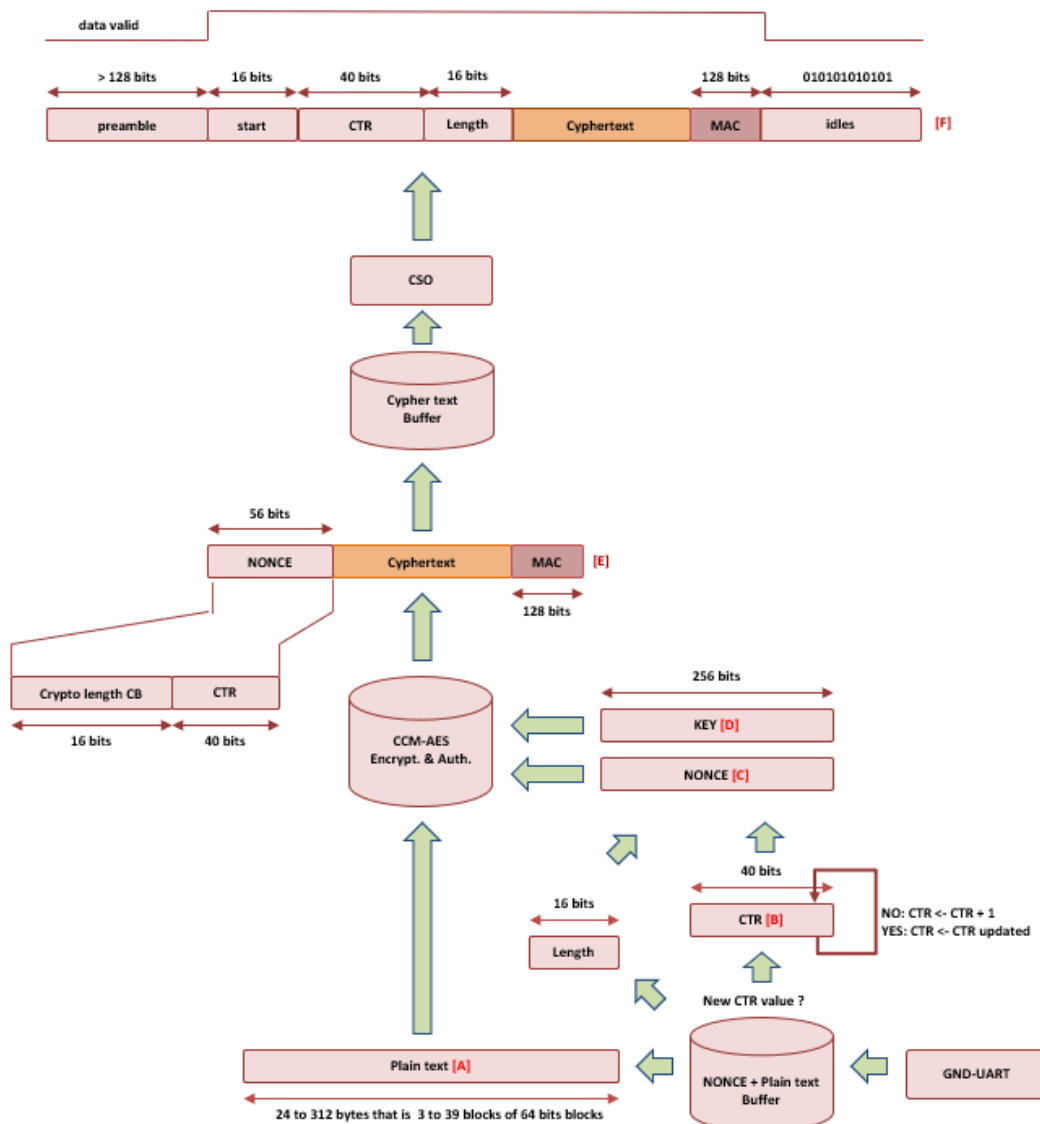 data valid
> 128 bits
16 bits
40 bits
16 bits
128 bits
010101010101
preamble
start
CTR
Length
Cyphertext
MAC
idles
[F]
CSO
Cypher text
Buffer
56 bits
NONCE
Cyphertext
MAC
[E]
128 bits
Crypto length CB
CTR
16 bits
40 bits
CCM-AES
Encrypt. & Auth.
256 bits
KEY [D]
NONCE [C]
40 bits
16 bits
CTR [B]
NO: CTR <- CTR + 1
YES: CTR <- CTR updated
Length
New CTR value ?
Plain text [A]
NONCE + Plain text
Buffer
GND-UART
24 to 312 bytes that is 3 to 39 blocks of 64 bits blocks